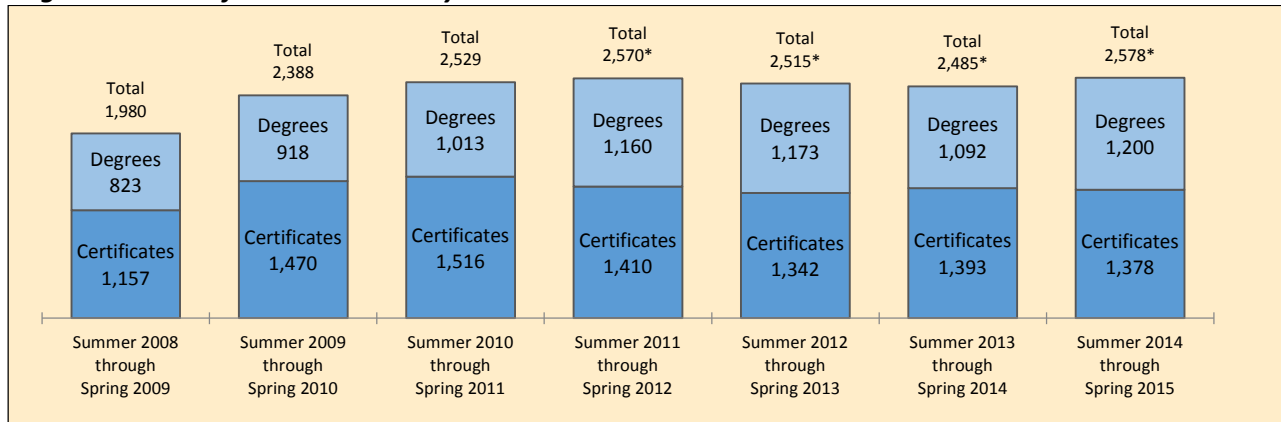 Total
1,980
Degrees
823
Certificates
1,157
Summer 2008
through
Spring 2009
Total
2,388
Degrees
918
Certificates
1,470
Summer 2009
through
Spring 2010
Total
2,529
Degrees
1,013
Certificates
1,516
Summer 2010
through
Spring 2011
Total
2,570*
Degrees
1,160
Certificates
1,410
Summer 2011
through
Spring 2012
Total
2,515*
Degrees
1,173
Certificates
1,342
Summer 2012
through
Spring 2013
Total
2,485*
Degrees
1,092
Certificates
1,393
Summer 2013
through
Spring 2014
Total
2,578*
Degrees
1,200
Certificates
1,378
Summer 2014
through
Spring 2015